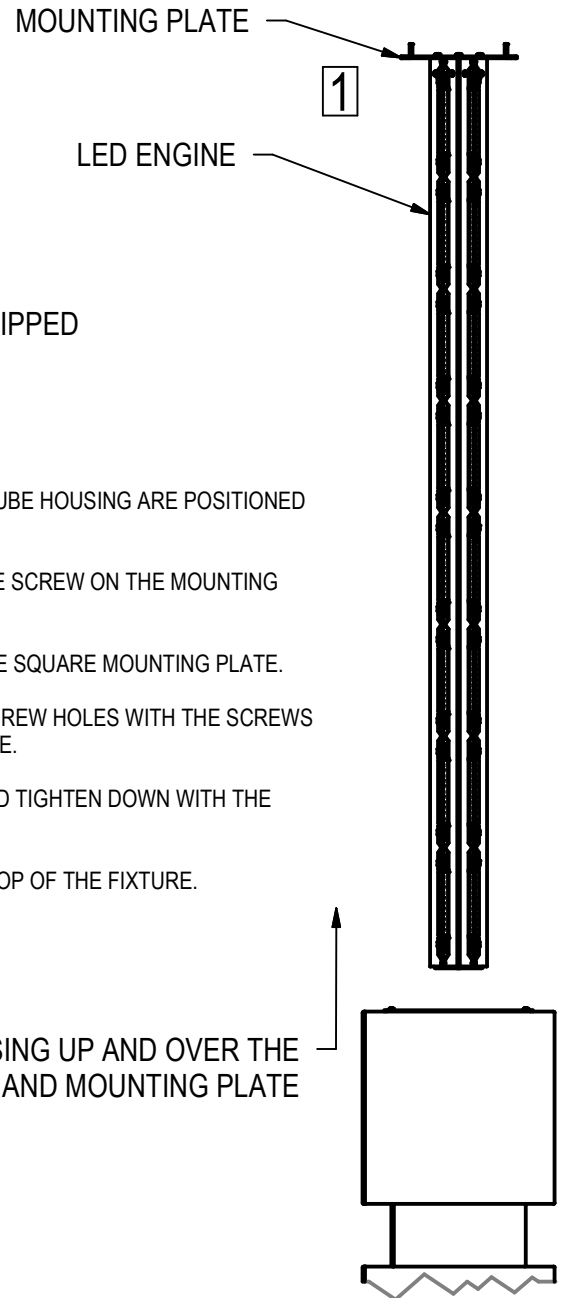 MOUNTING PLATE
1
LED ENGINE
IPPED
UBE HOUSING ARE POSITIONED
E SCREW ON THE MOUNTING
E SQUARE MOUNTING PLATE.
CREW HOLES WITH THE SCREWS
E.
D TIGHTEN DOWN WITH THE
OP OF THE FIXTURE.
SING UP AND OVER THE
AND MOUNTING PLATE